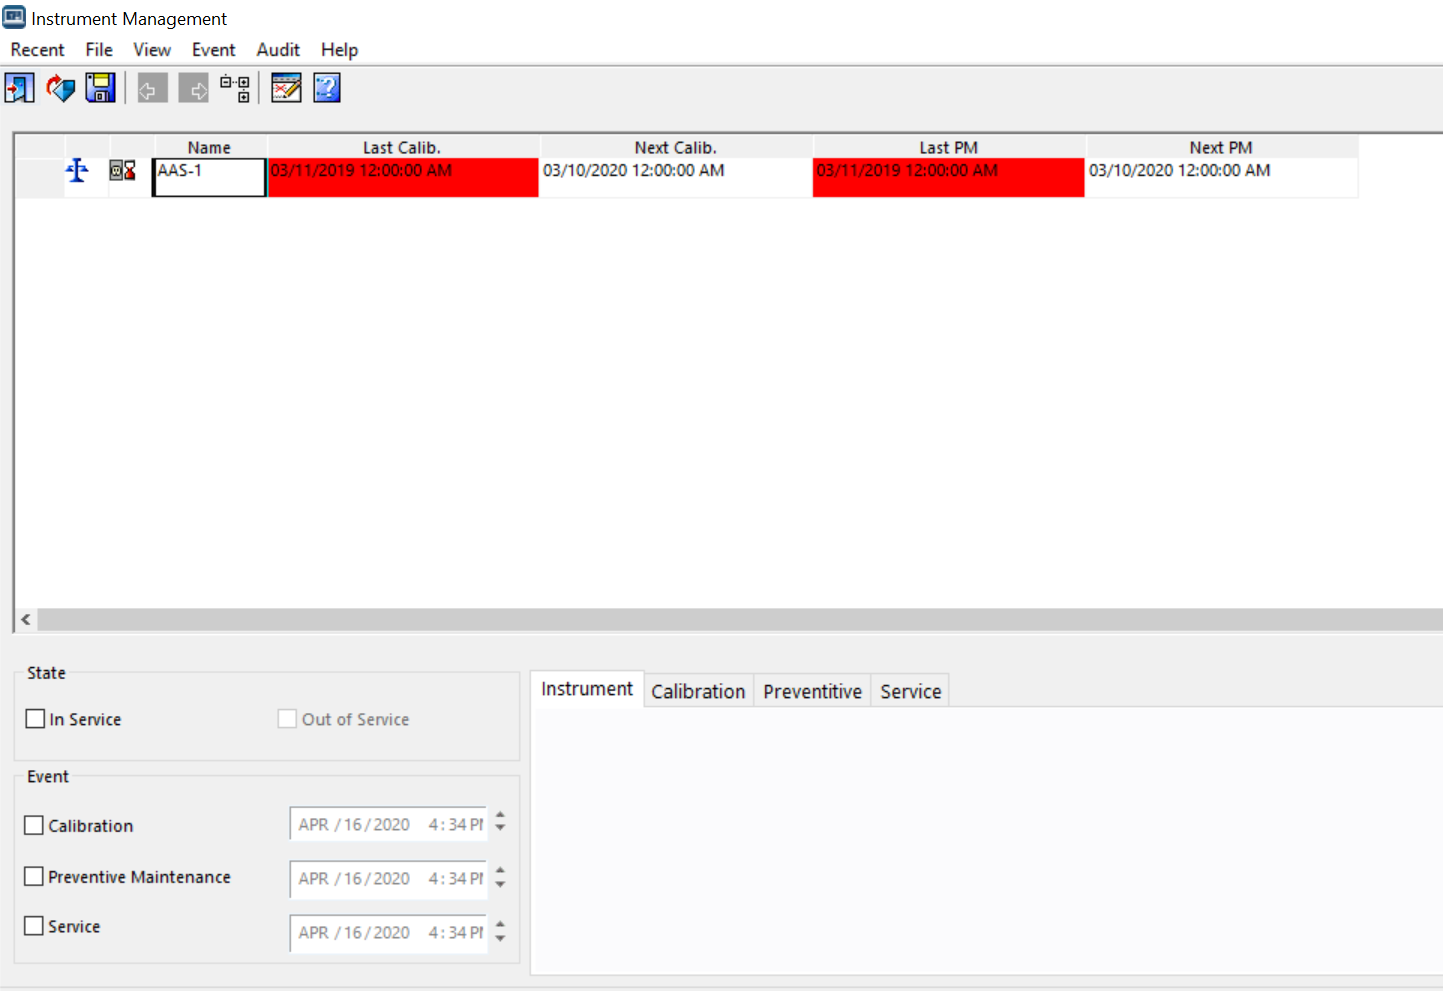 Instrument Management
Recent File View Event Audit Help
Name Last Calib. Next Calib. Last PM Next PM
AAS-1 03/11/2019 12:00:00 AM 03/10/2020 12:00:00 AM 03/11/2019 12:00:00 AM 03/10/2020 12:00:00 AM
State
In Service Out of Service
Instrument Calibration Preventitive Service
Event
Calibration APR / 16 / 2020 4 : 34 PM
Preventive Maintenance APR / 16 / 2020 4 : 34 PM
Service APR / 16 / 2020 4 : 34 PM